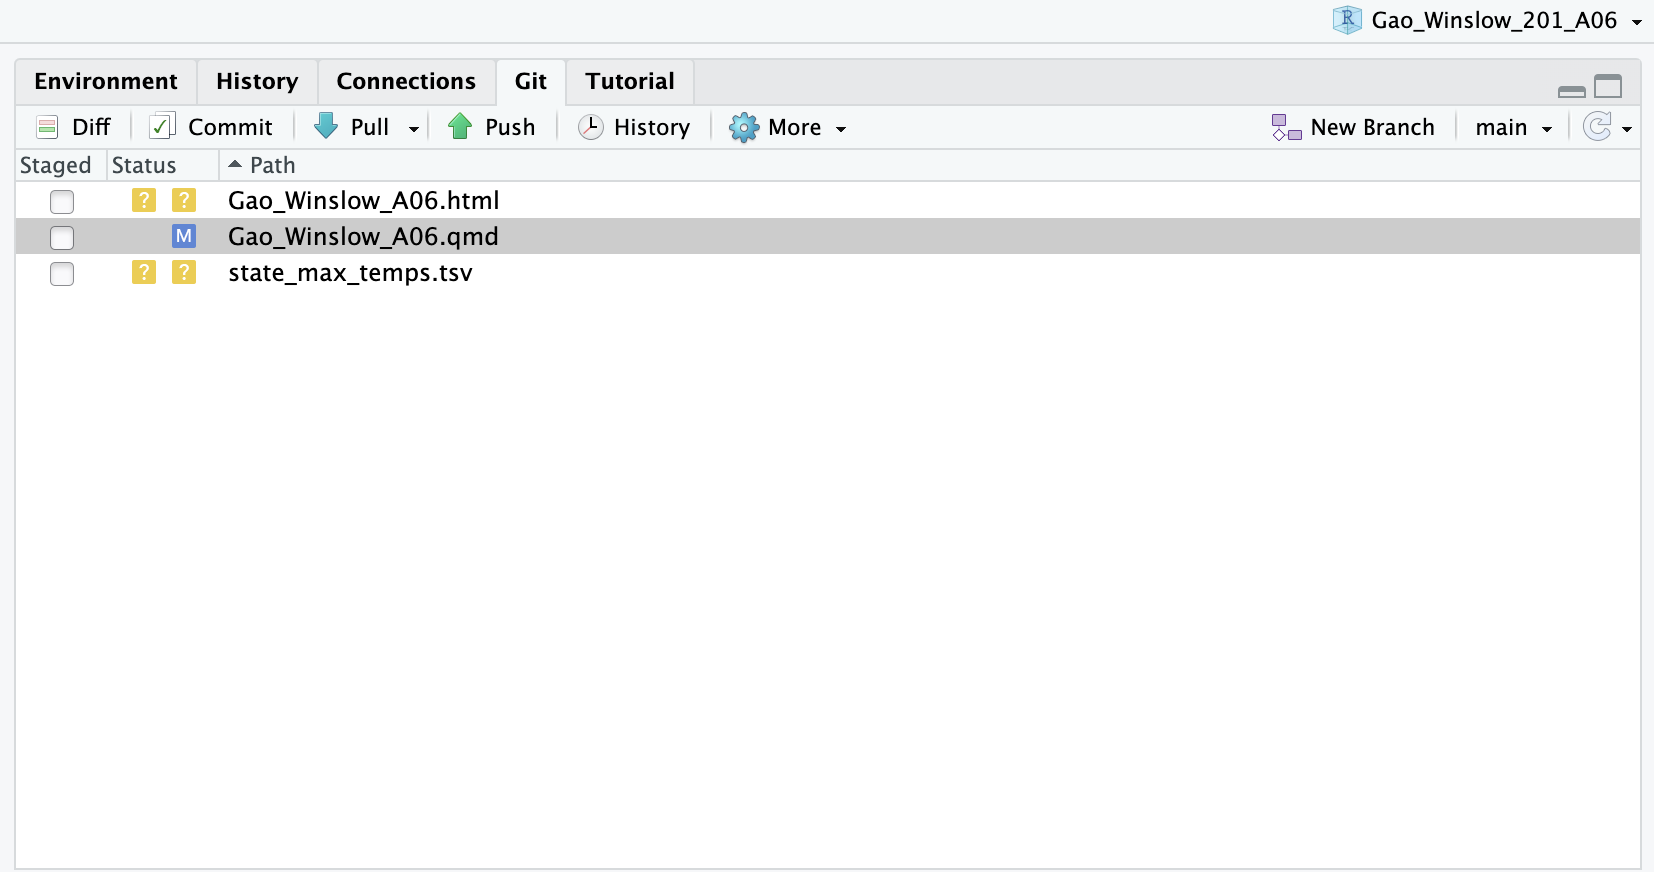 Gao_Winslow_201_A06
Environment History Connections Git Tutorial
Diff Commit Pull Push History More New Branch main
Staged Status Path
? ? Gao_Winslow_A06.html
M Gao_Winslow_A06.qmd
? ? state_max_temps.tsv